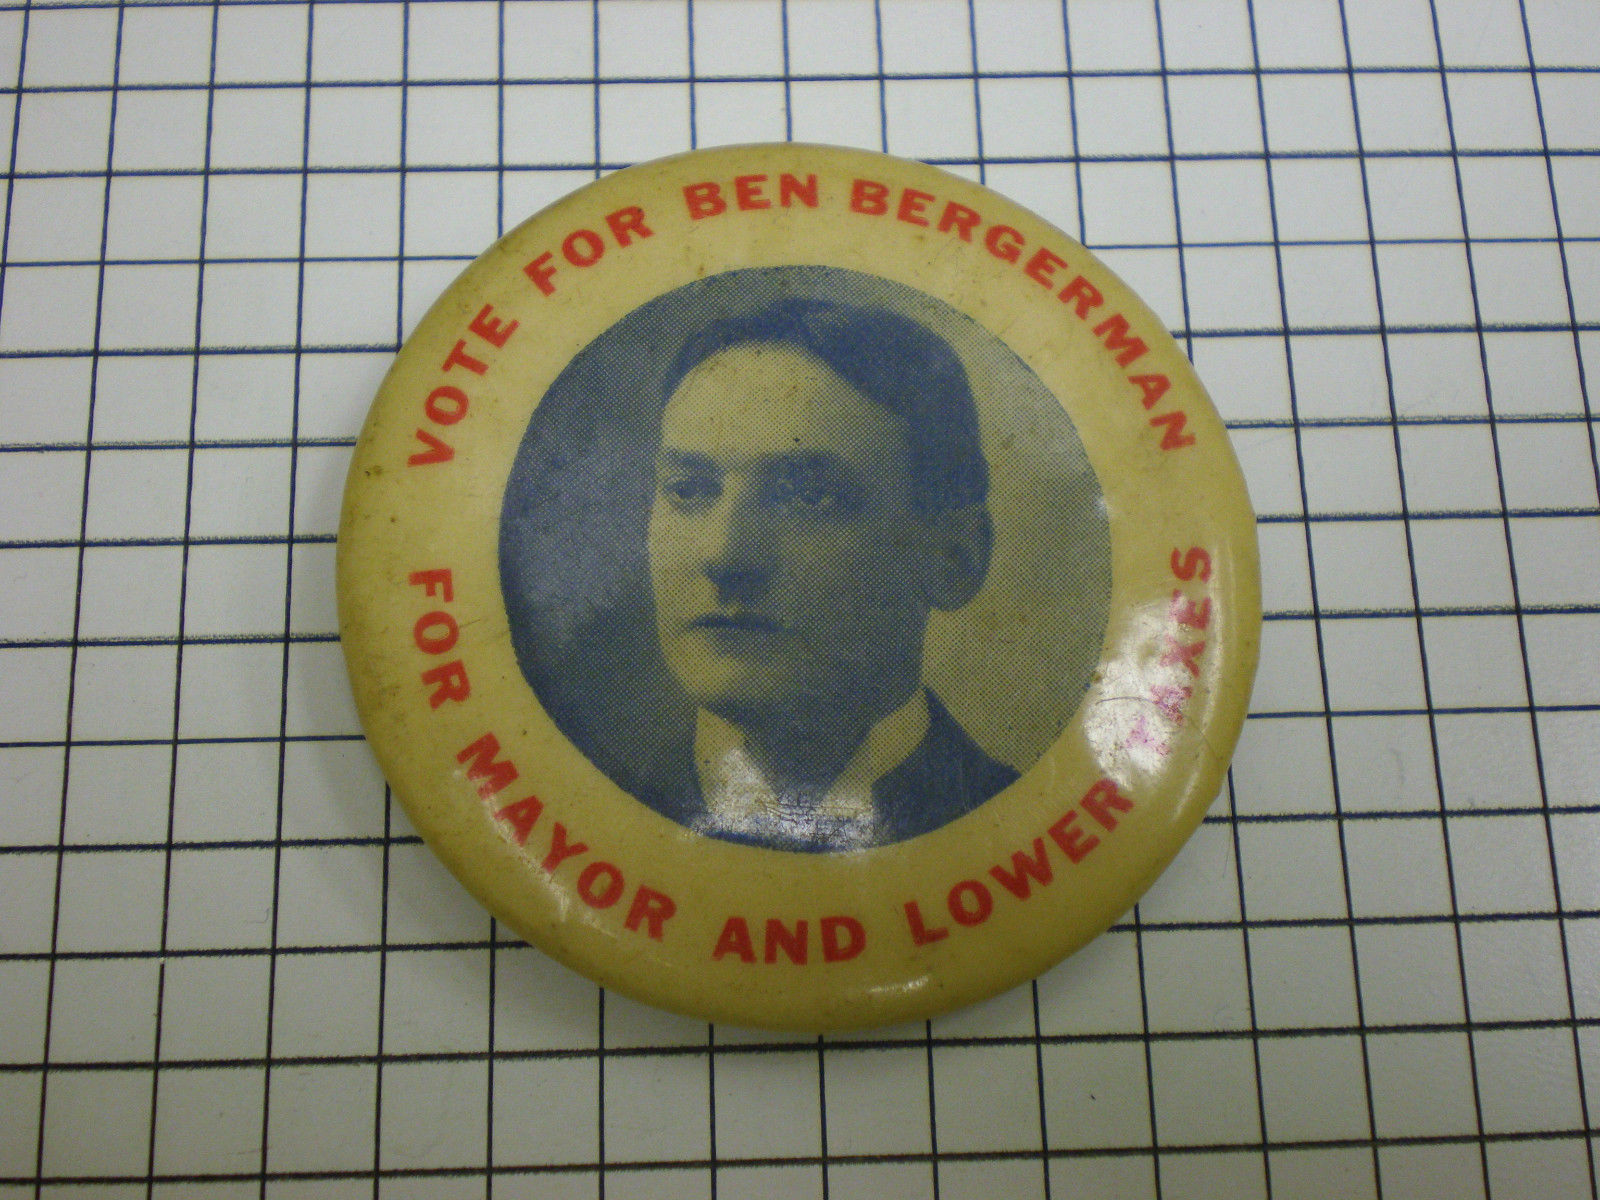 VOTE FOR BEN BERGERMAN
FOR MAYOR AND LOWER TAXES